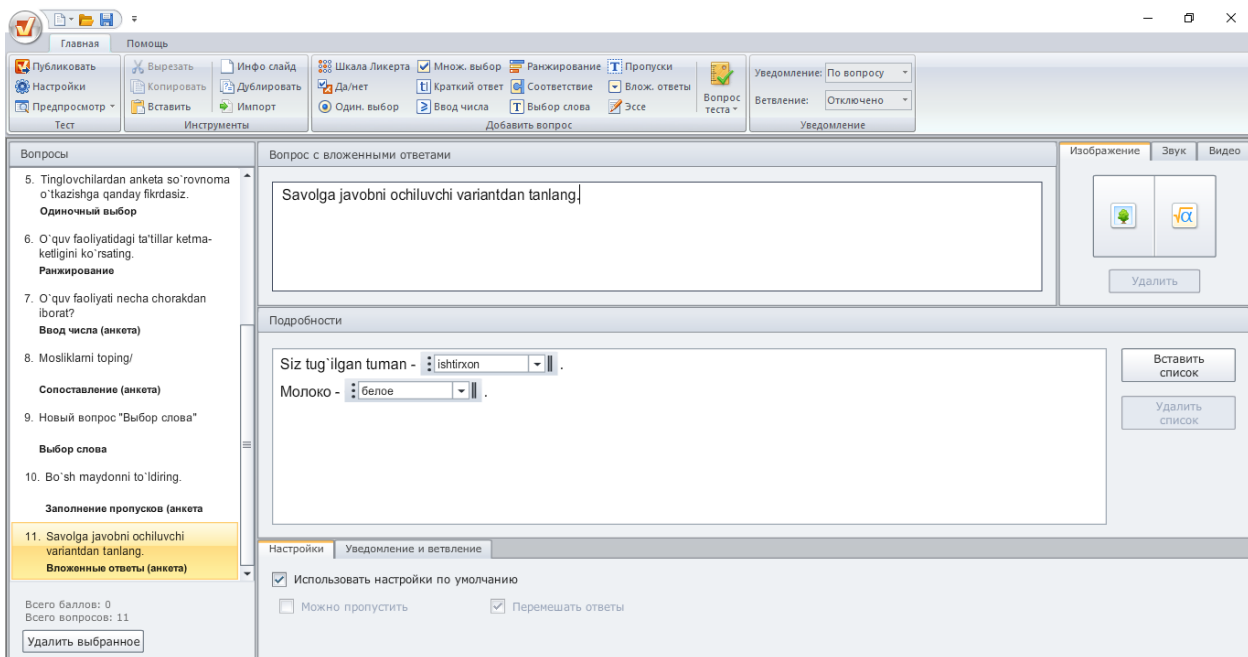 Главная Помощь
Публиковать Вырезать Инфо слайд Шкала Ликерта Множ. выбор Ранжирование Пропуски
Настройки Копировать Дублировать Да/нет Краткий ответ Соответствие Влож. ответы
Предпросмотр Вставить Импорт Один. выбор Ввод числа Выбор слова Эссе
Вопрос
теста
Уведомление: По вопросу
Ветвление: Отключено
Тест Инструменты Добавить вопрос Уведомление
Вопросы
5. Tinglovchilardan anketa so`rovnoma
o`tkazishga qanday fikrdasiz.
Одиночный выбор
6. O`quv faoliyatidagi ta'tillar ketma-
ketligini ko`rsating.
Ранжирование
7. O`quv faoliyati necha chorakdan
iborat?
Ввод числа (анкета)
8. Mosliklarni toping/
Сопоставление (анкета)
9. Новый вопрос "Выбор слова"
Выбор слова
10. Bo`sh maydonni to`ldiring.
Заполнение пропусков (анкета
11. Savolga javobni ochiluvchi
variantdan tanlang.
Вложенные ответы (анкета)
Всего баллов: 0
Всего вопросов: 11
Удалить выбранное
Вопрос с вложенными ответами
Savolga javobni ochiluvchi variantdan tanlang.
Изображение Звук Видео
Удалить
Подробности
Siz tug`ilgan tuman - ishtirxon .
Молоко - белое .
Вставить
список
Удалить
список
Настройки Уведомление и ветвление
Использовать настройки по умолчанию
Можно пропустить Перемешать ответы